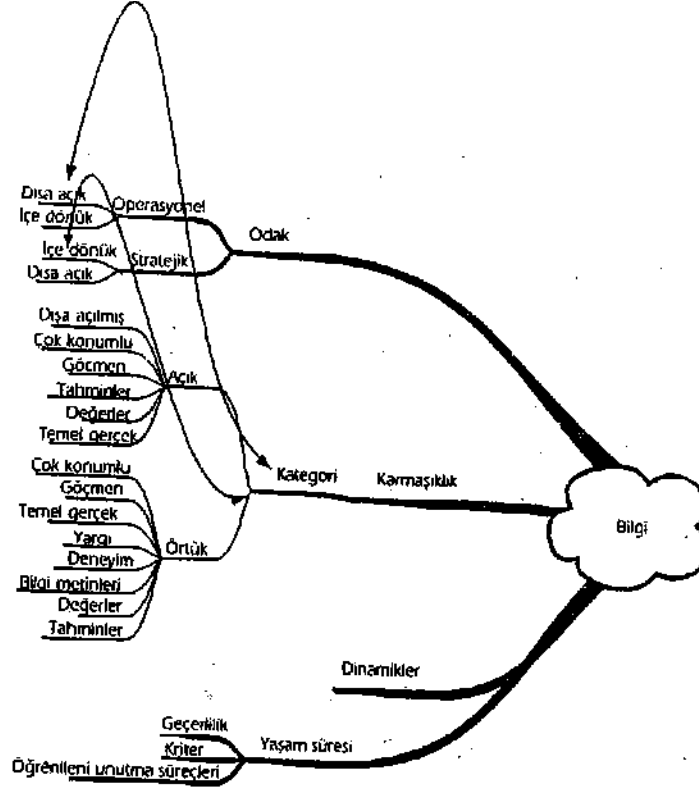 Dışa açık
Operasyonel
İçe dönük
Odak
İçe dönük
Stratejik
Dışa açık
Dışa açılmış
Çok konumlu
Göçmen
Açık
Tahminler
Değerler
Temel gerçek
Çok konumlu
Kategori
Karmaşıklık
Göçmen
Temel gerçek
Bilgi
Yargı
Örtük
Deneyim
Bilgi metinleri
Değerler
Tahminler
Dinamikler
Geçerlilik
Kriter
Yaşam süresi
Öğrenileni unutma süreçleri